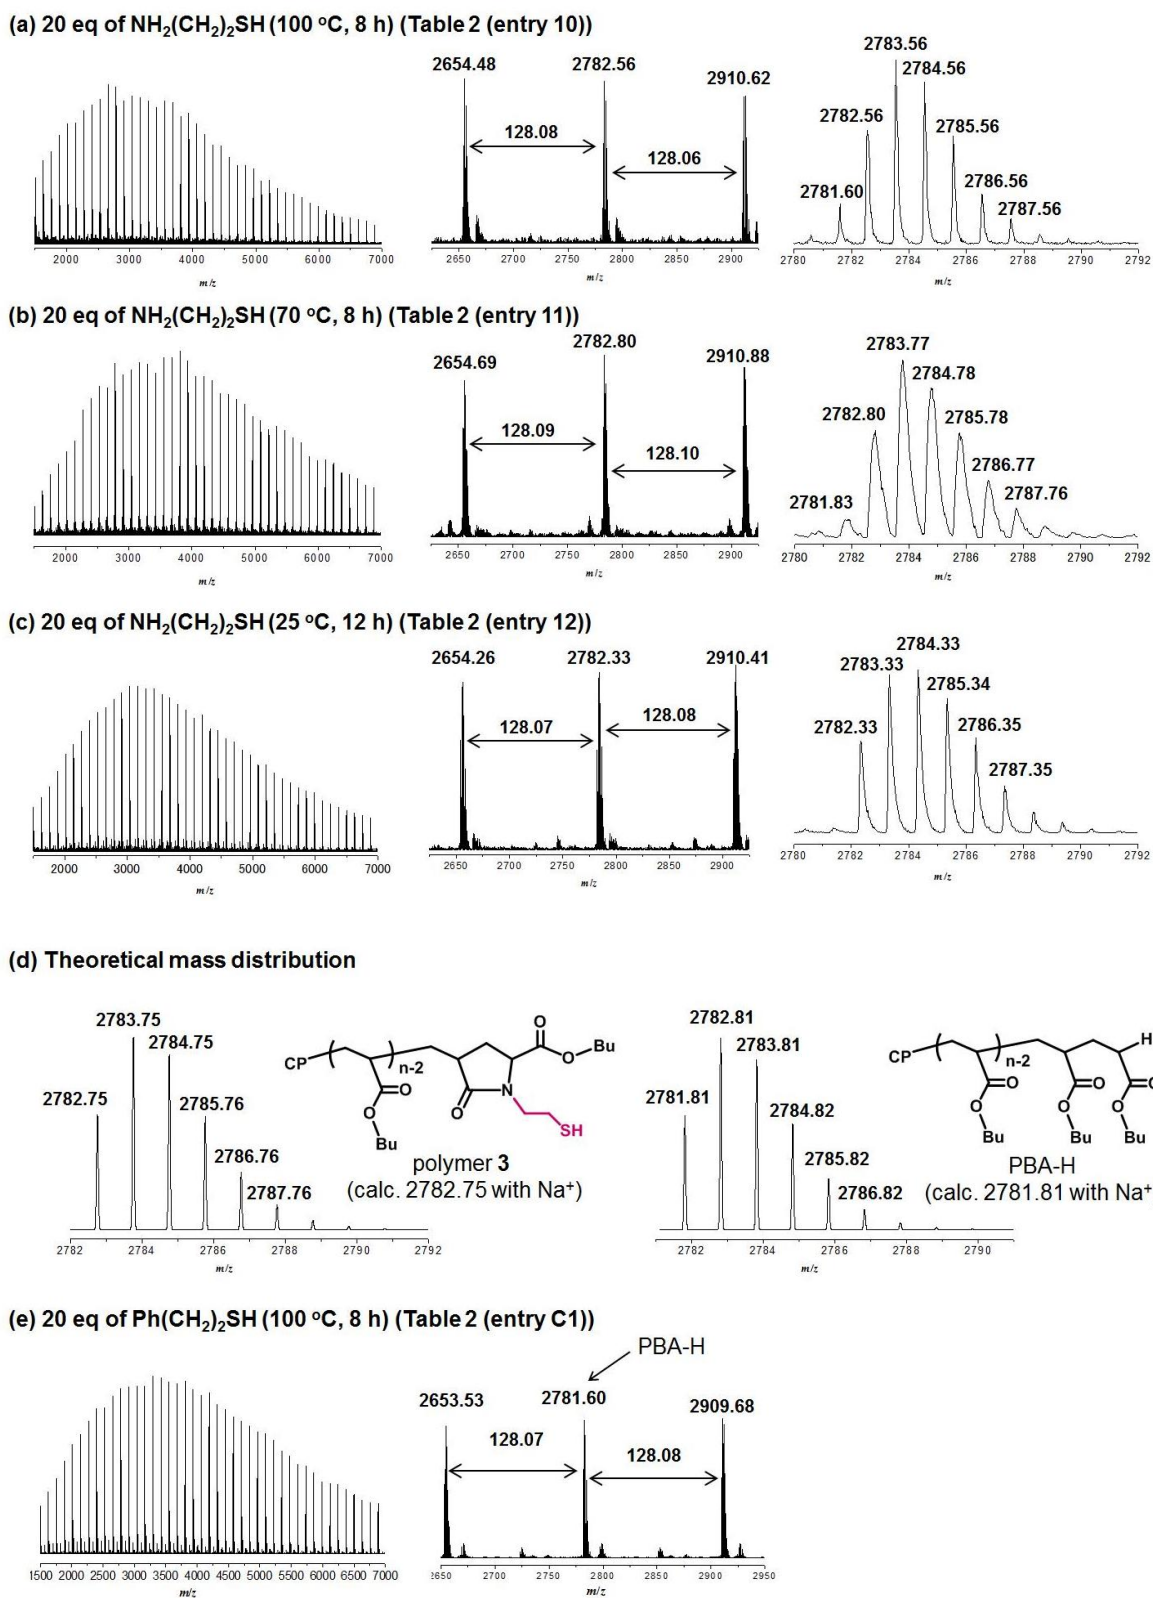 (a) 20 eq of NH2(CH2)2SH (100 ºC, 8 h) (Table 2 (entry 10))
2654.48
2782.56
2910.62
128.08
128.06
2783.56
2784.56
2782.56
2785.56
2781.60
2786.56
2787.56
2000 3000 4000 5000 6000 7000
m/z
2650 2700 2750 2800 2850 2900
m/z
2780 2782 2784 2786 2788 2790 2792
m/z
(b) 20 eq of NH2(CH2)2SH (70 ºC, 8 h) (Table 2 (entry 11))
2654.69
2782.80
2910.88
128.09
128.10
2783.77
2784.78
2782.80
2785.78
2786.77
2781.83
2787.76
2000 3000 4000 5000 6000 7000
m/z
2650 2700 2750 2800 2850 2900
m/z
2780 2782 2784 2786 2788 2790 2792
m/z
(c) 20 eq of NH2(CH2)2SH (25 ºC, 12 h) (Table 2 (entry 12))
2654.26
2782.33
2910.41
128.07
128.08
2784.33
2783.33
2785.34
2782.33
2786.35
2787.35
2000 3000 4000 5000 6000 7000
m/z
2650 2700 2750 2800 2850 2900
m/z
2780 2782 2784 2786 2788 2790 2792
m/z
(d) Theoretical mass distribution
2783.75
2784.75
2782.75
2785.76
2786.76
2787.76
2782 2784 2786 2788 2790 2792
m/z
CP
n-2
O
O
Bu
O
O
Bu
N
O
SH
polymer 3
(calc. 2782.75 with Na+)
2782.81
2783.81
2781.81
2784.82
2785.82
2786.82
2782 2784 2786 2788 2790
m/z
CP
n-2
H
O
O
O
O
O
O
Bu
Bu
Bu
PBA-H
(calc. 2781.81 with Na+
(e) 20 eq of Ph(CH2)2SH (100 ºC, 8 h) (Table 2 (entry C1))
PBA-H
2653.53
2781.60
2909.68
128.07
128.08
1500 2000 2500 3000 3500 4000 4500 5000 5500 6000 6500 7000
m/z
2650 2700 2750 2800 2850 2900 2950
m/z